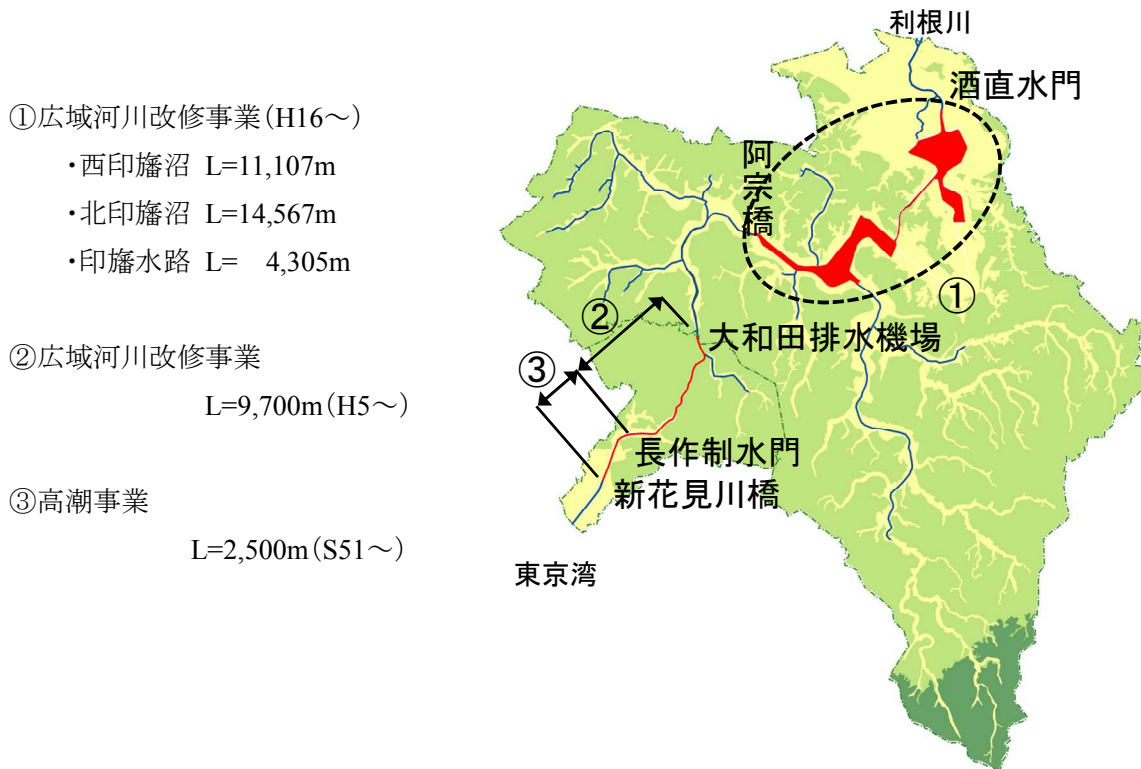 ①広域河川改修事業(H16～)
・西印旛沼 L=11,107m
・北印旛沼 L=14,567m
・印旛水路 L= 4,305m
②広域河川改修事業
L=9,700m(H5～)
③高潮事業
L=2,500m(S51～)
利根川
酒直水門
阿宗橋
①
②
大和田排水機場
③
長作制水門
新花見川橋
東京湾